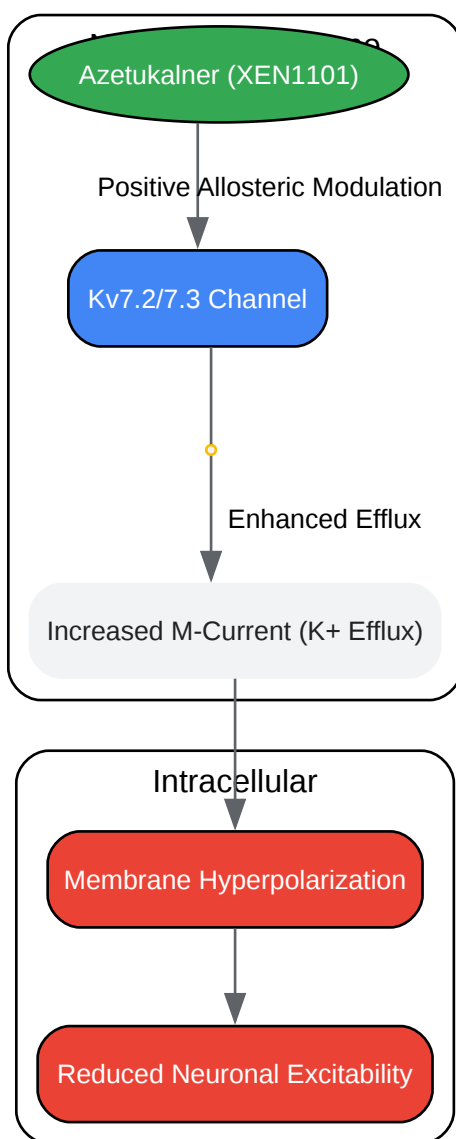 Azetukalner (XEN1101)
Positive Allosteric Modulation
Kv7.2/7.3 Channel
Enhanced Efflux
Increased M-Current (K+ Efflux)
Intracellular
Membrane Hyperpolarization
Reduced Neuronal Excitability